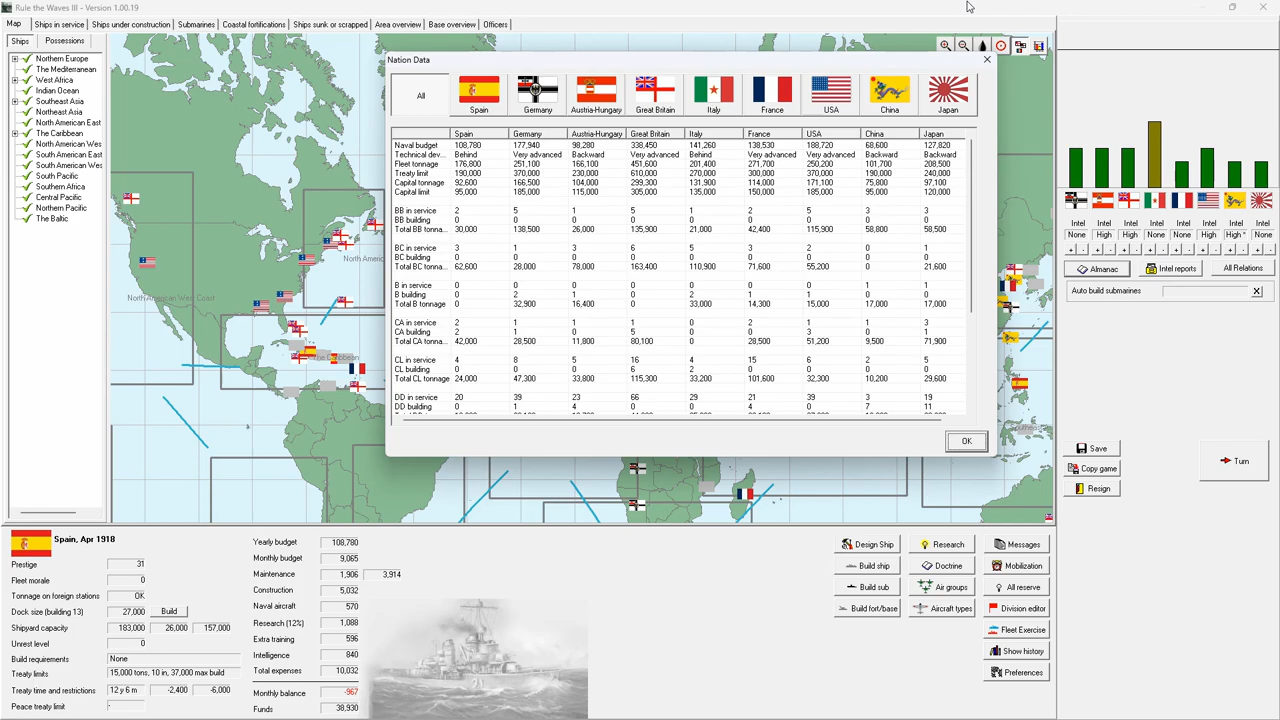 Rule the Waves III - Version 1.00.19
Map Ships in service Ships under construction Submarines Coastal fortifications Ships sunk or scrapped Area overview Base overview Officers
Ships Possessions
Northern Europe
The Mediterranean
West Africa
Indian Ocean
Southeast Asia
Northeast Asia
North American East
The Caribbean
North American Wes
South American East
South American Wes
South Pacific
Southern Africa
Central Pacific
Northern Pacific
The Baltic
North American West Coast
North Ameri
The Caribbean
Nation Data
All Spain Germany Austria-Hungary Great Britain Italy France USA China Japan
Spain Germany Austria-Hungary Great Britain Italy France USA China Japan
Naval budget 108,780 177,940 98,280 338,450 141,260 138,530 188,720 68,600 127,820
Technical dev... Behind Very advanced Backward Very advanced Behind Very advanced Very advanced Backward Backward
Fleet tonnage 176,800 251,100 166,100 451,600 201,400 271,700 250,200 101,700 208,500
Treaty limit 190,000 370,000 230,000 610,000 270,000 300,000 370,000 190,000 240,000
Capital tonnage 92,600 166,500 104,000 299,300 131,900 114,000 171,100 75,800 97,100
Capital limit 95,000 185,000 115,000 305,000 135,000 150,000 185,000 95,000 120,000
BB in service 2 5 1 5 1 2 5 3 3
BB building 0 0 0 0 0 0 0 0 0
Total BB tonna... 30,000 138,500 26,000 135,900 21,000 42,400 115,900 58,800 58,500
BC in service 3 1 3 6 5 3 2 0 1
BC building 0 0 0 0 0 0 0 0 0
Total BC tonna... 62,600 28,000 78,000 163,400 110,900 71,600 55,200 0 21,600
B in service 0 0 0 0 0 0 0 1 1
B building 0 2 1 0 2 1 1 0 0
Total B tonnage 0 32,900 16,400 0 33,000 14,300 15,000 17,000 17,000
CA in service 2 1 1 1 0 2 1 1 3
CA building 2 1 0 5 0 0 3 0 1
Total CA tonna... 42,000 28,500 11,800 80,100 0 28,500 51,200 9,500 71,900
CL in service 4 8 5 16 4 15 6 2 5
CL building 0 0 0 6 2 0 0 0 0
Total CL tonnage 24,000 47,300 33,800 115,300 33,200 101,600 32,300 10,200 29,600
DD in service 20 39 23 66 29 21 39 3 19
DD building 0 1 4 0 0 4 0 7 11
OK
Intel Intel Intel Intel Intel Intel Intel Intel
None High High None None None High * None
Almanac Intel reports All Relations
Auto build submarines
Save
Copy game
Resign
Turn
Spain, Apr 1918
Prestige 31
Fleet morale 0
Tonnage on foreign stations OK
Dock size (building 13) 27,000 Build
Shipyard capacity 183,000 26,000 157,000
Unrest level 0
Build requirements None
Treaty limits 15,000 tons, 10 in, 37,000 max build
Treaty time and restrictions 12 y 6 m -2,400 -6,000
Peace treaty limit -
Yearly budget 108,780
Monthly budget 9,065
Maintenance 1,906 3,914
Construction 5,032
Naval aircraft 570
Research (12%) 1,088
Extra training 596
Intelligence 840
Total expenses 10,032
Monthly balance -967
Funds 38,930
Design Ship Research Messages
Build ship Doctrine Mobilization
Build sub Air groups All reserve
Build fort/base Aircraft types Division editor
Fleet Exercise
Show history
Preferences